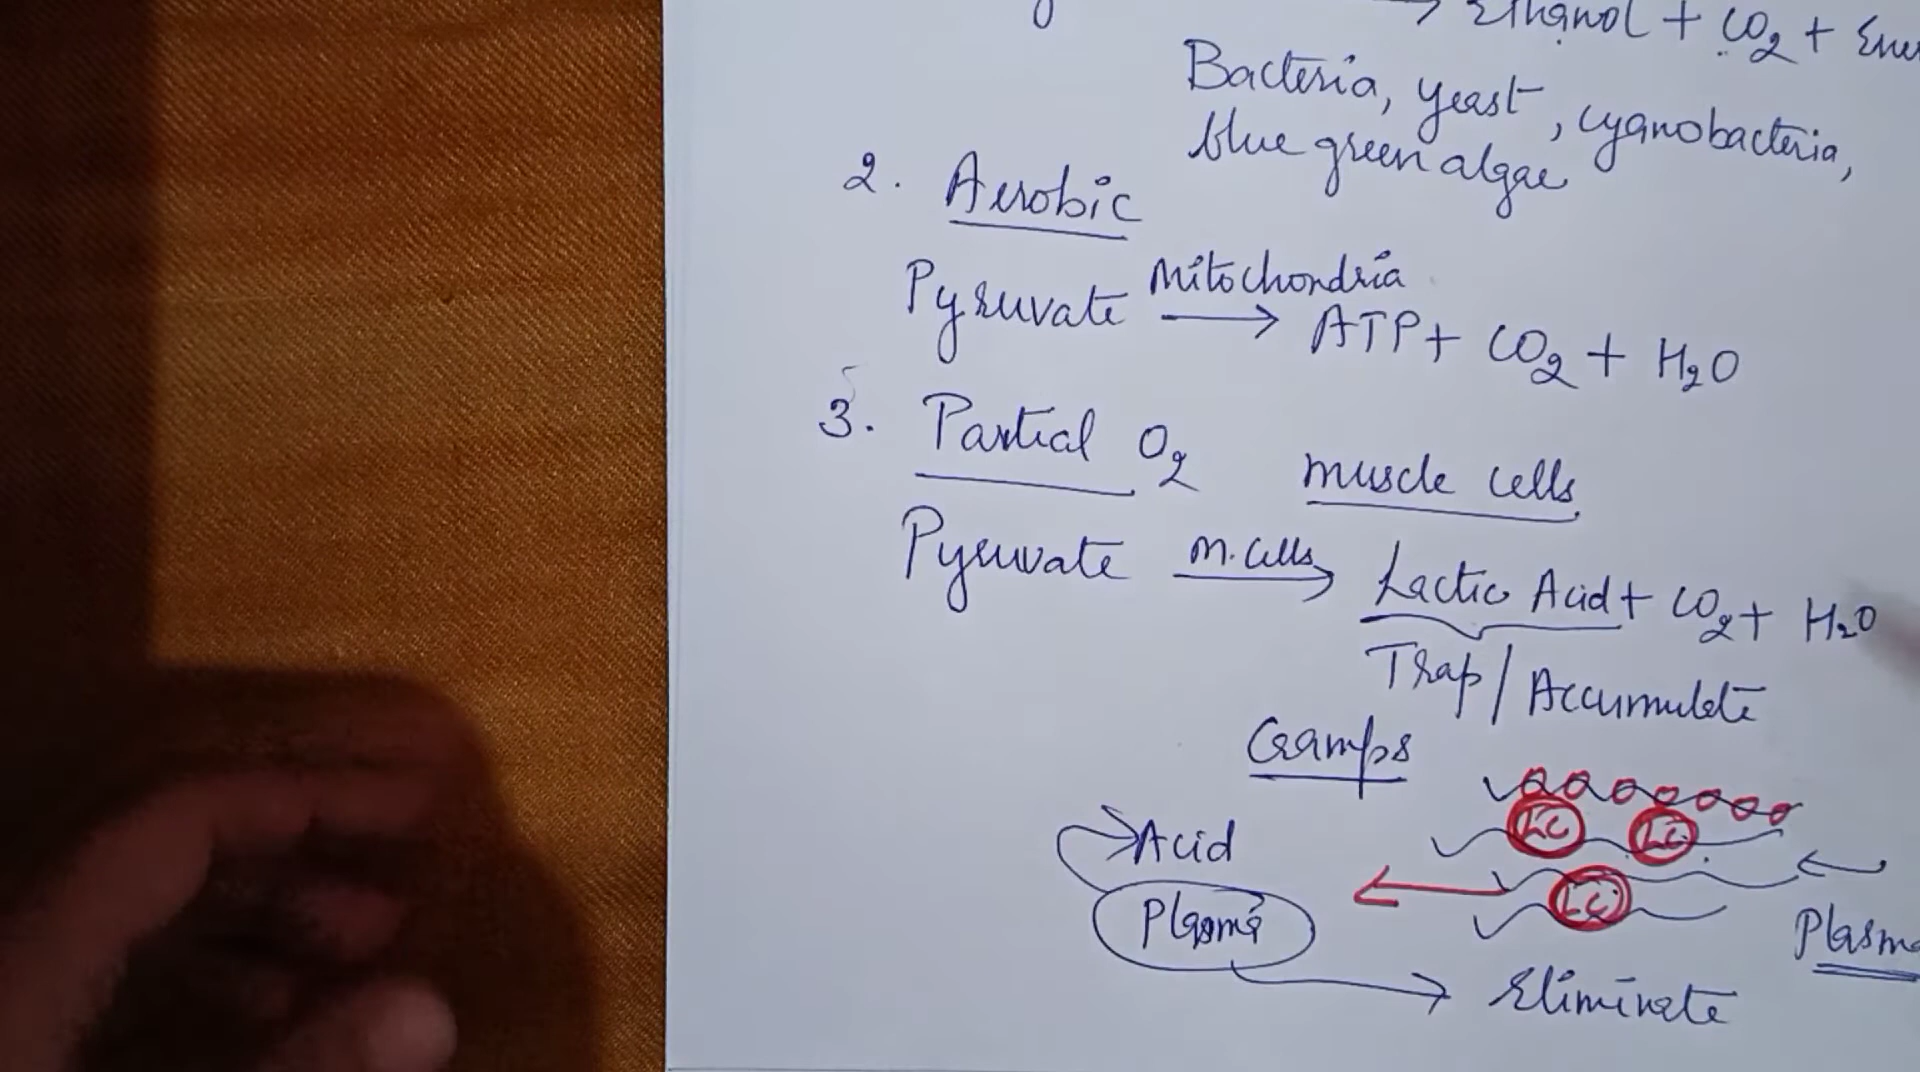 → Ethanol + CO2 + Ene
Bacteria, yeast, cyanobacteria,
blue green algae
2. Aerobic
Mitochondria
Pyruvate → ATP + CO2 + H2O
3. Partial O2 muscle cells
Pyruvate m. cells → Lactic Acid + CO2 + H2O
Trap / Accumulate
Cramps
Lc Lc
Acid
Lc
Plasma
Plasma
Eliminate